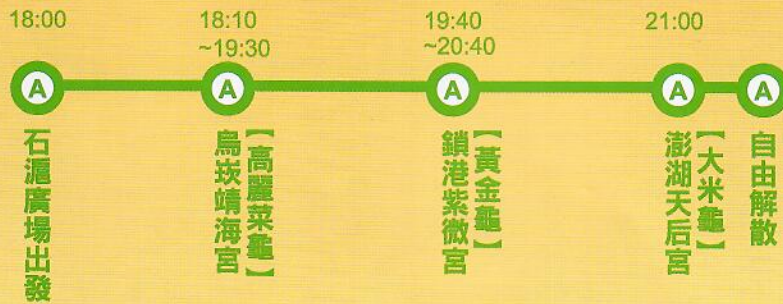 18:00
18:10
~19:30
19:40
~20:40
21:00
A
A
A
A
A
石滬廣場出發
【高麗菜龜】
烏崁靖海宮
【黃金龜】
鎖港紫微宮
【大米龜】
澎湖天后宮
自由解散